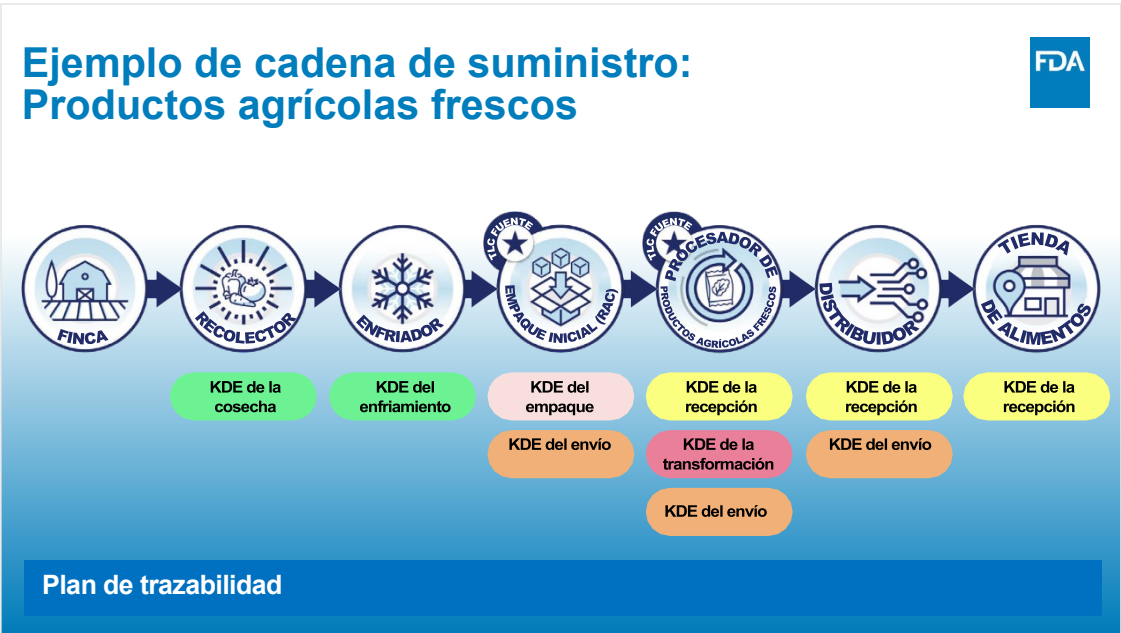 Ejemplo de cadena de suministro:
Productos agrícolas frescos
FDA
FINCA
RECOLECTOR
ENFRIADOR
TLC FUENTE
EMPAQUE INICIAL (RAC)
TLC FUENTE
PROCESADOR DE
PRODUCTOS AGRÍCOLAS FRESCOS
DISTRIBUIDOR
TIENDA
DE ALIMENTOS
KDE de la
cosecha
KDE del
enfriamiento
KDE del
empaque
KDE de la
recepción
KDE de la
recepción
KDE de la
recepción
KDE del envío
KDE de la
transformación
KDE del envío
KDE del envío
Plan de trazabilidad